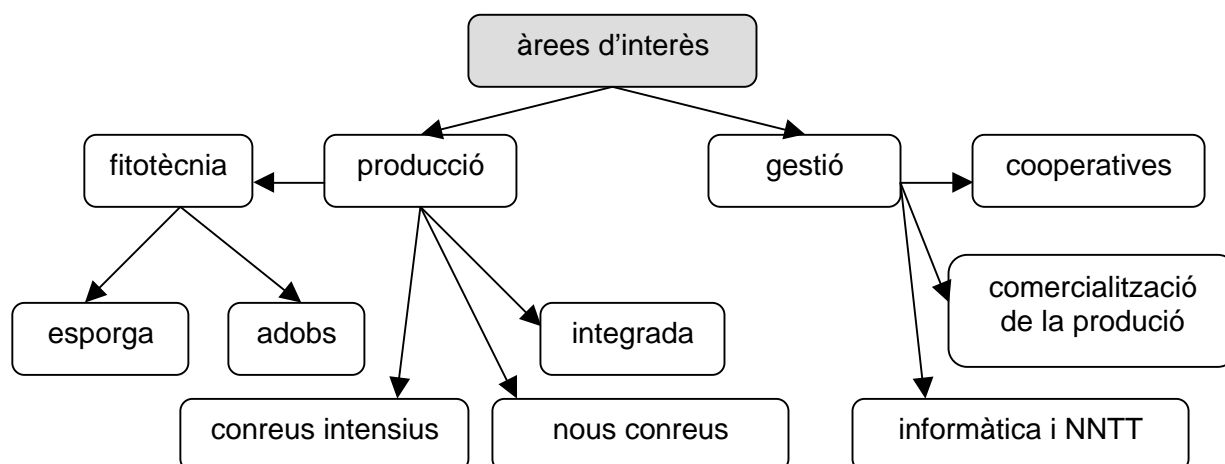 àrees d'interès
fitotècnia
producció
gestió
cooperatives
comercialització
de la produció
esporga
adobs
integrada
conreus intensius
nous conreus
informàtica i NNTT